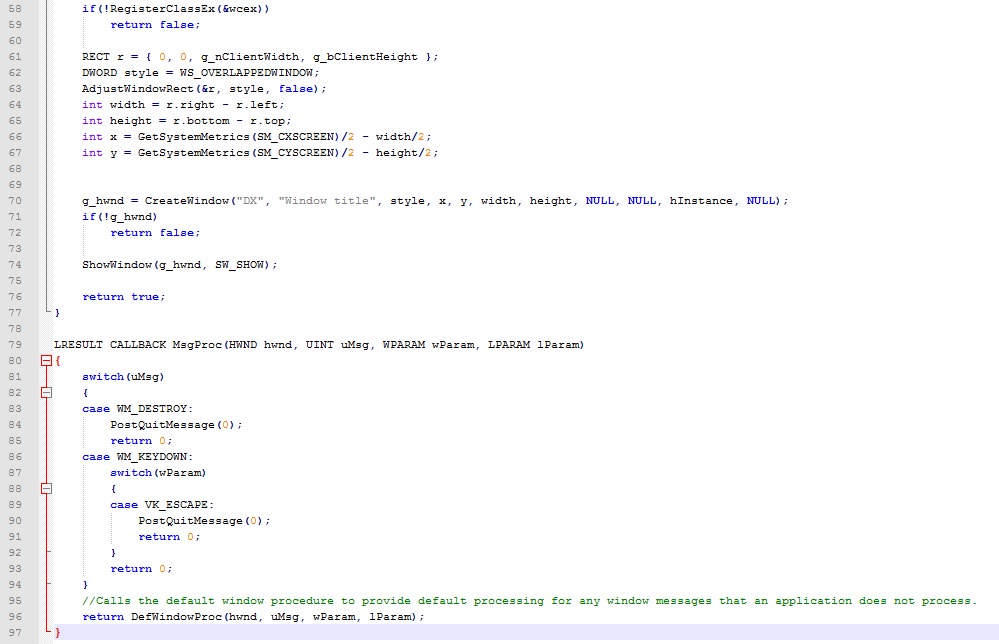 58 if(!RegisterClassEx(&wcex))
59 return false;
60
61 RECT r = { 0, 0, g_nClientWidth, g_bClientHeight };
62 DWORD style = WS_OVERLAPPEDWINDOW;
63 AdjustWindowRect(&r, style, false);
64 int width = r.right - r.left;
65 int height = r.bottom - r.top;
66 int x = GetSystemMetrics(SM_CXSCREEN)/2 - width/2;
67 int y = GetSystemMetrics(SM_CYSCREEN)/2 - height/2;
68
69
70 g_hwnd = CreateWindow("DX", "Window title", style, x, y, width, height, NULL, NULL, hInstance, NULL);
71 if(!g_hwnd)
72 return false;
73
74 ShowWindow(g_hwnd, SW_SHOW);
75
76 return true;
77 }
78
79 LRESULT CALLBACK MsgProc(HWND hwnd, UINT uMsg, WPARAM wParam, LPARAM lParam)
80 {
81 switch(uMsg)
82 {
83 case WM_DESTROY:
84 PostQuitMessage(0);
85 return 0;
86 case WM_KEYDOWN:
87 switch(wParam)
88 {
89 case VK_ESCAPE:
90 PostQuitMessage(0);
91 return 0;
92 }
93 return 0;
94 }
95 //Calls the default window procedure to provide default processing for any window messages that an application does not process.
96 return DefWindowProc(hwnd, uMsg, wParam, lParam);
97 }